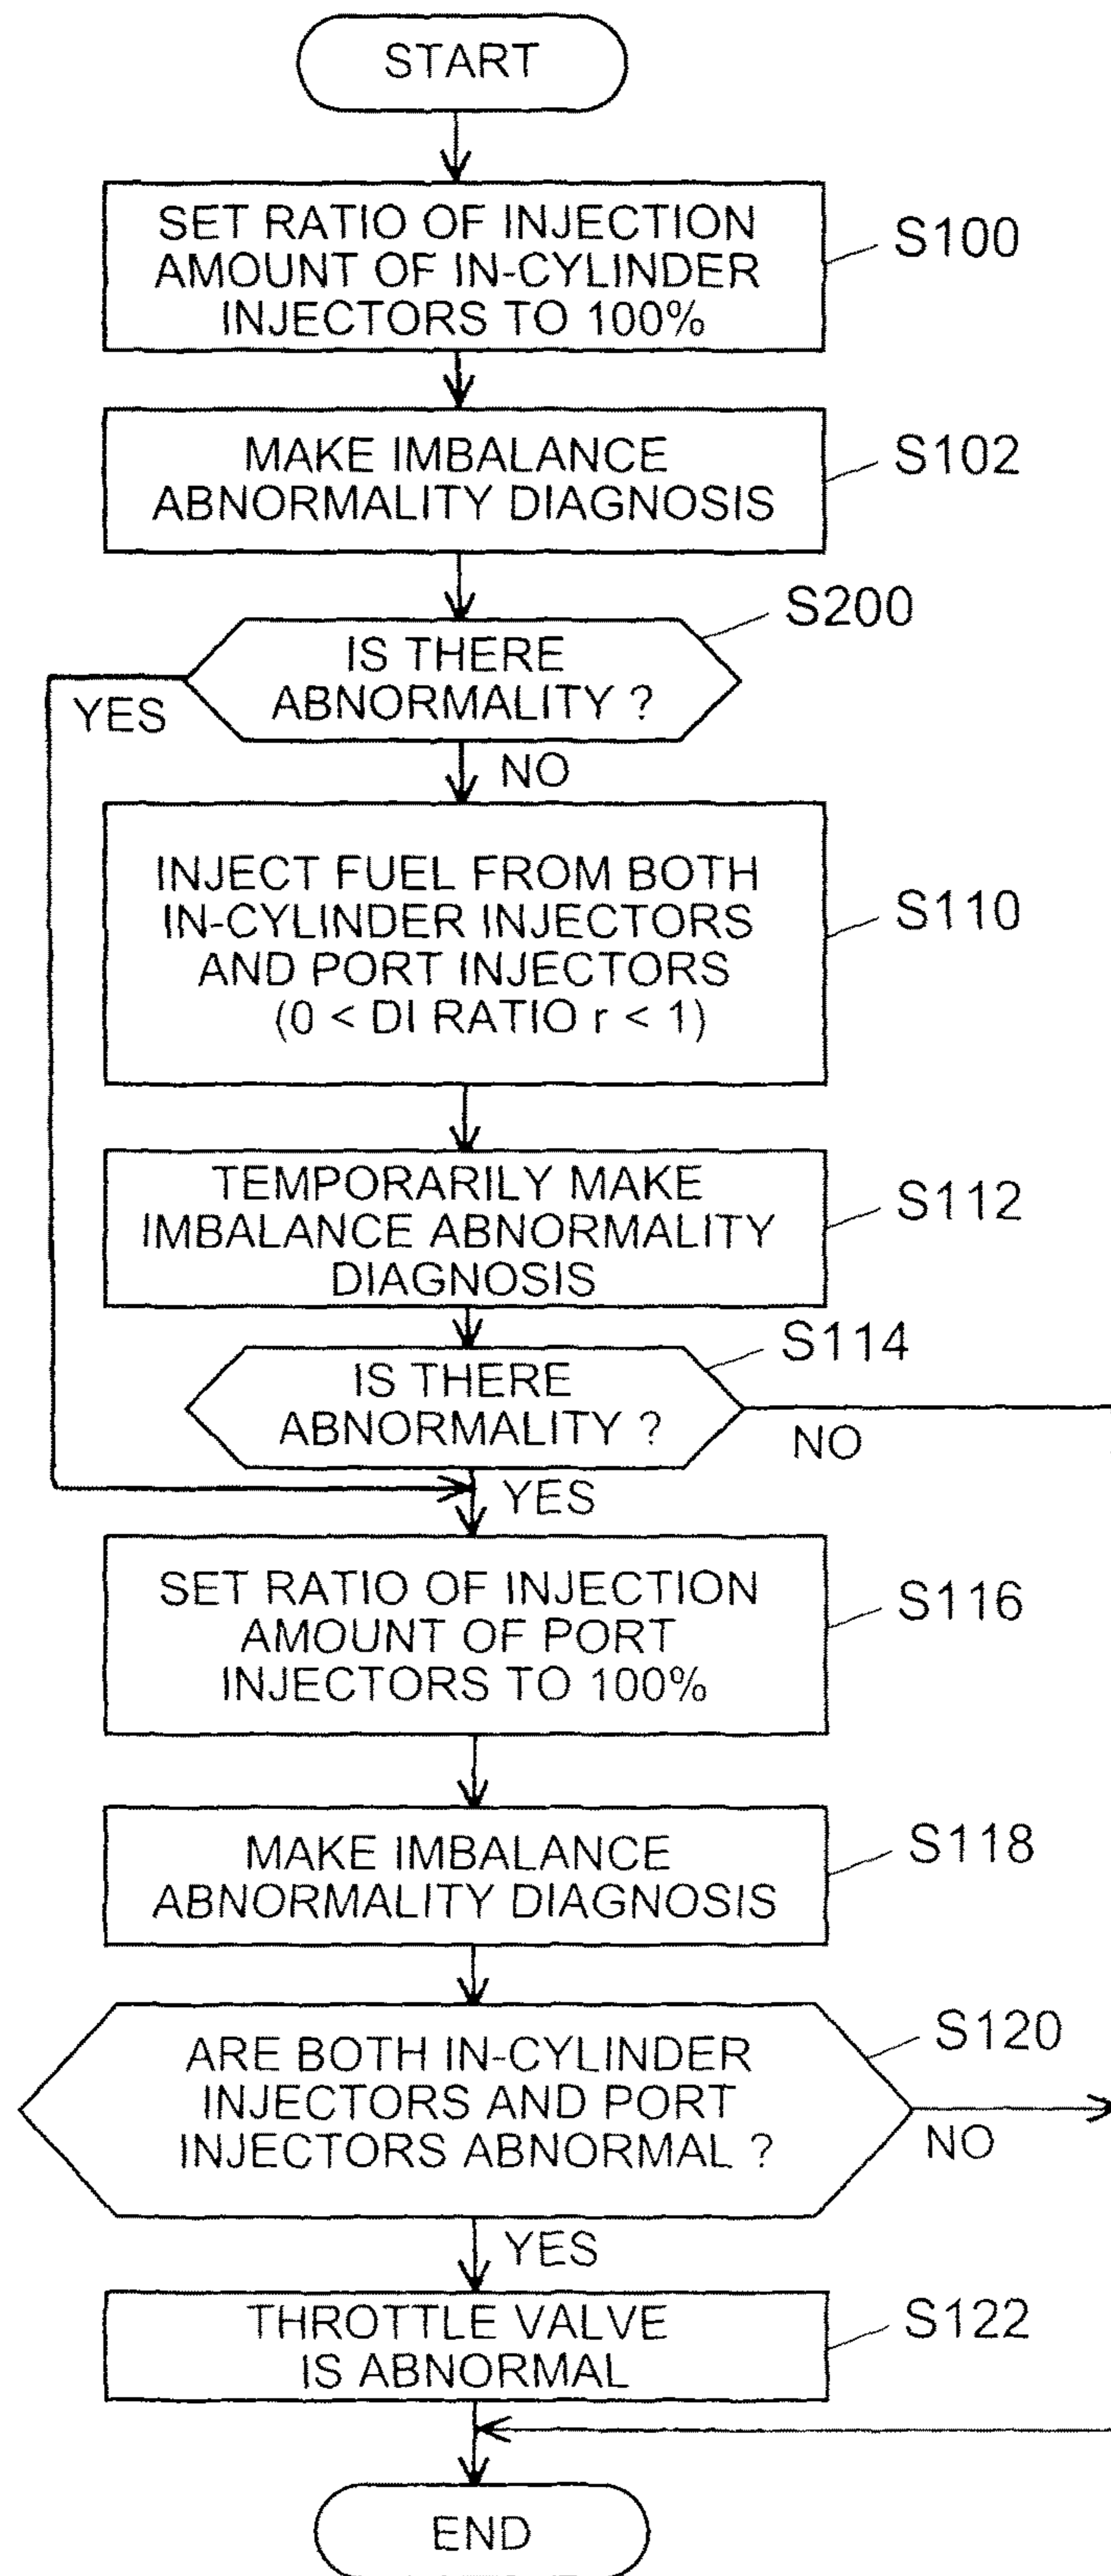 START
SET RATIO OF INJECTION
AMOUNT OF IN-CYLINDER
INJECTORS TO 100%
S100
MAKE IMBALANCE
ABNORMALITY DIAGNOSIS
S102
IS THERE
ABNORMALITY ?
S200
YES
NO
INJECT FUEL FROM BOTH
IN-CYLINDER INJECTORS
AND PORT INJECTORS
(0 < DI RATIO r < 1)
S110
TEMPORARILY MAKE
IMBALANCE ABNORMALITY
DIAGNOSIS
S112
IS THERE
ABNORMALITY ?
S114
NO
YES
SET RATIO OF INJECTION
AMOUNT OF PORT
INJECTORS TO 100%
S116
MAKE IMBALANCE
ABNORMALITY DIAGNOSIS
S118
ARE BOTH IN-CYLINDER
INJECTORS AND PORT
INJECTORS ABNORMAL ?
S120
NO
YES
THROTTLE VALVE
IS ABNORMAL
S122
END